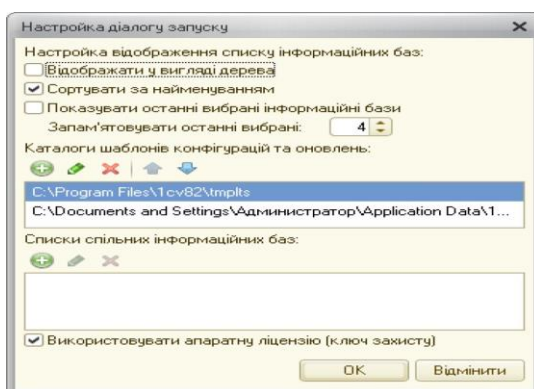 Настройка діалогу запуску
Настройка відображення списку інформаційних баз:
Відображати у вигляді дерева
Сортувати за найменуванням
Показувати останні вибрані інформаційні бази
Запам'ятовувати останні вибрані: 4
Каталоги шаблонів конфігурацій та оновлень:
C:\Program Files\1cv82\tmplts
C:\Documents and Settings\Администратор\Application Data\1...
Списки спільних інформаційних баз:
Використовувати апаратну ліцензію (ключ захисту)
OK Відмінити